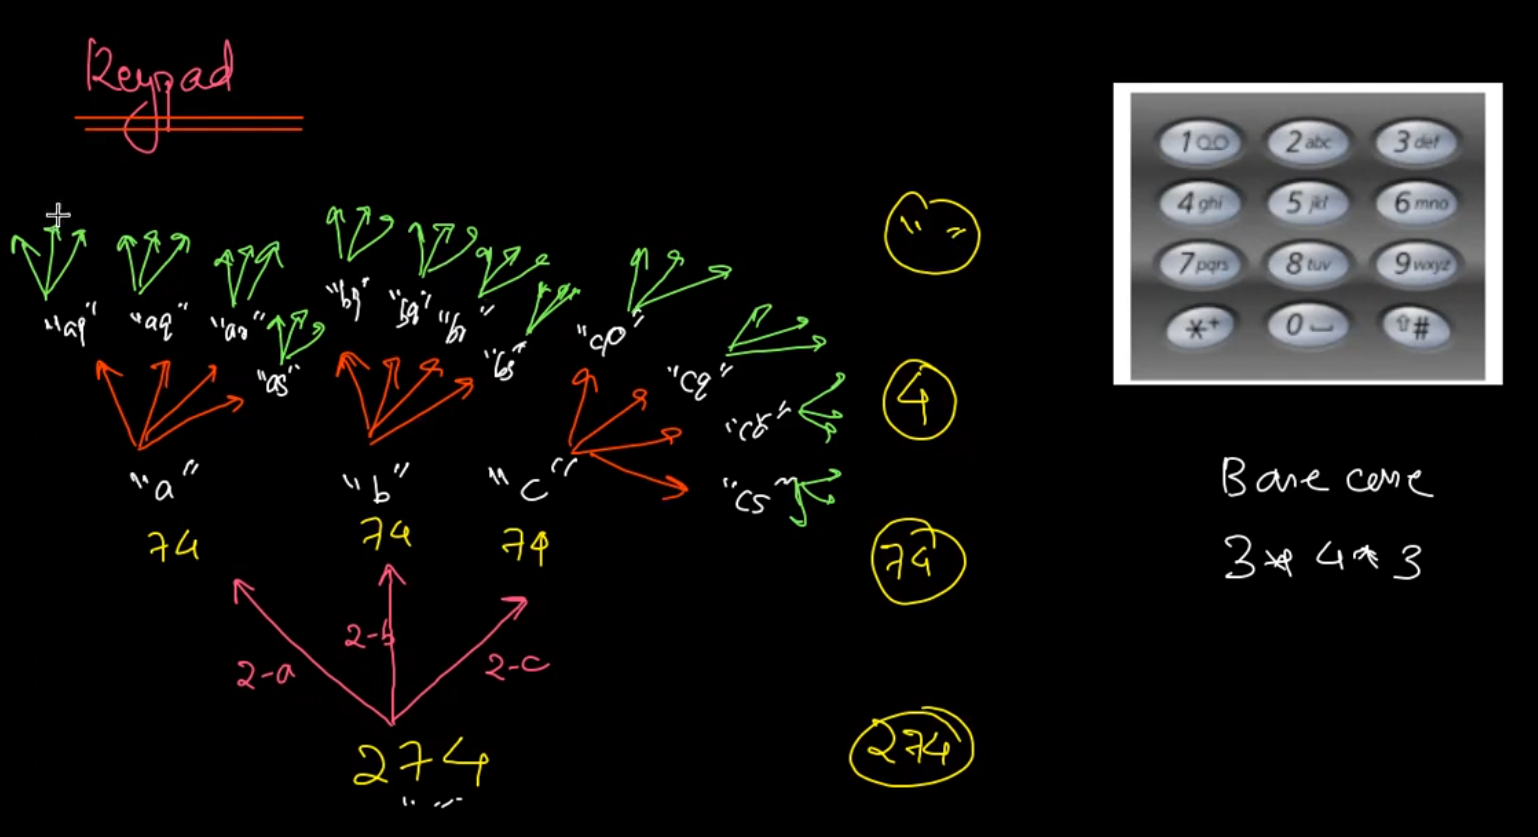 Keypad
1 2 abc 3 def
4 ghi 5 jkl 6 mno
7 pqrs 8 tuv 9 wxyz
*+ 0 #
" "
"ap" "aq" "ar" "as" "bp" "bq" "br" "bs" "cp" "cq" "cr" "cs"
4
"a" "b" "c"
74 74 74
74
Base case
3 * 4 * 3
2-a 2-b 2-c
274
" "
274